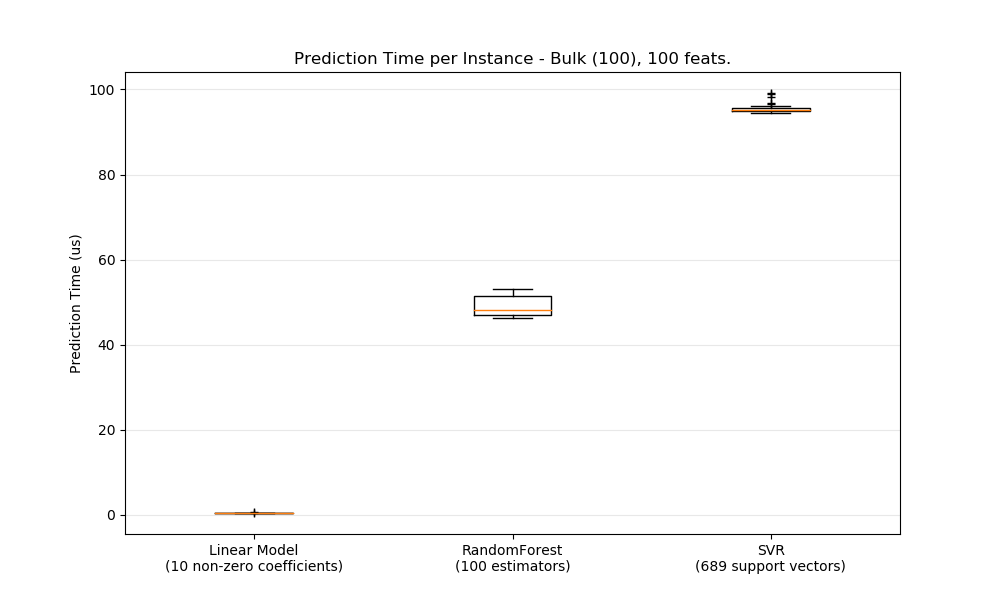 Prediction Time per Instance - Bulk (100), 100 feats.
Prediction Time (us)
100
80
60
40
20
0
Linear Model
(10 non-zero coefficients)
RandomForest
(100 estimators)
SVR
(689 support vectors)